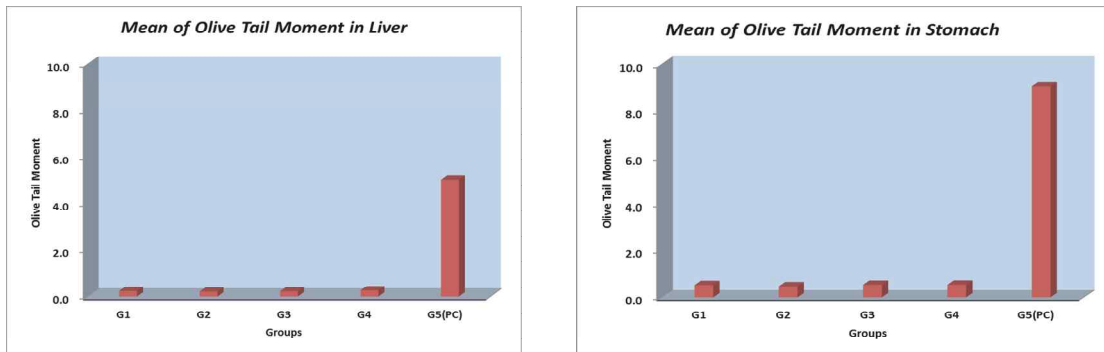 Mean of Olive Tail Moment in Liver
10.0
8.0
6.0
4.0
2.0
0.0
Olive Tail Moment
G1 G2 G3 G4 G5(PC)
Groups
Mean of Olive Tail Moment in Stomach
10.0
8.0
6.0
4.0
2.0
0.0
Olive Tail Moment
G1 G2 G3 G4 G5(PC)
Groups